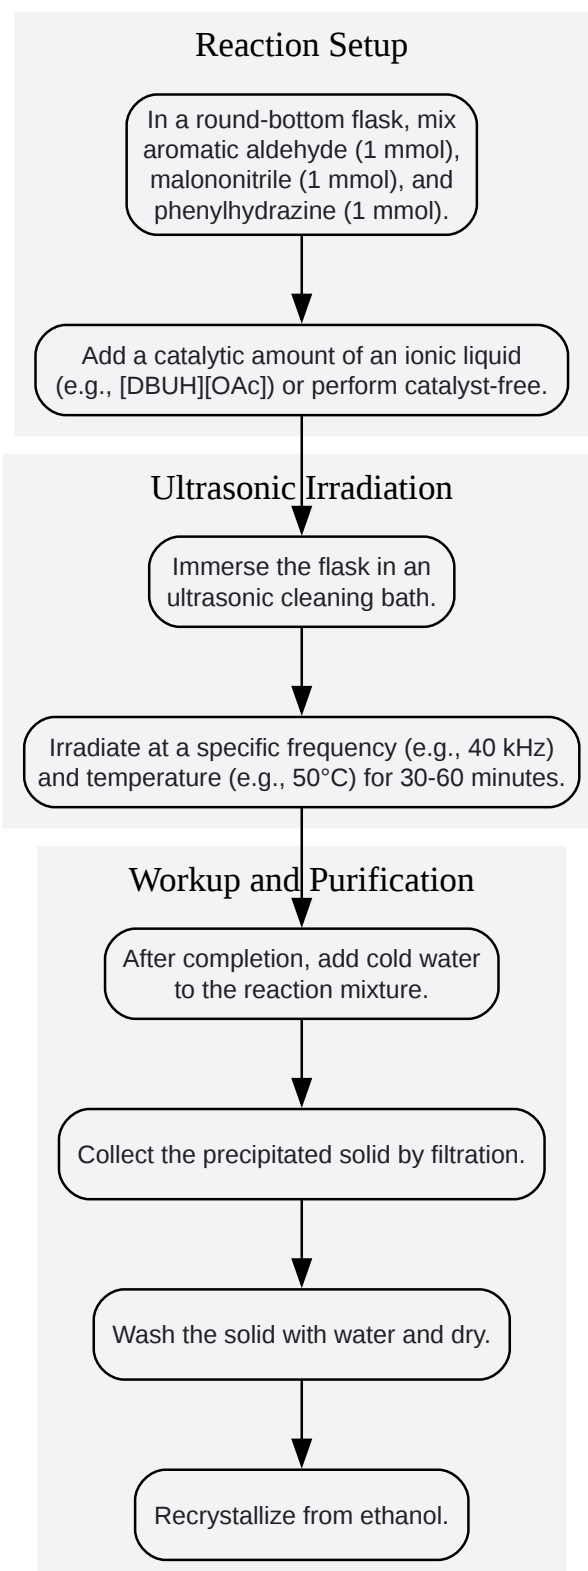 Reaction Setup
In a round-bottom flask, mix
aromatic aldehyde (1 mmol),
malononitrile (1 mmol), and
phenylhydrazine (1 mmol).
Add a catalytic amount of an ionic liquid
(e.g., [DBUH][OAc]) or perform catalyst-free.
Ultrasonic Irradiation
Immerse the flask in an
ultrasonic cleaning bath.
Irradiate at a specific frequency (e.g., 40 kHz)
and temperature (e.g., 50°C) for 30-60 minutes.
Workup and Purification
After completion, add cold water
to the reaction mixture.
Collect the precipitated solid by filtration.
Wash the solid with water and dry.
Recrystallize from ethanol.